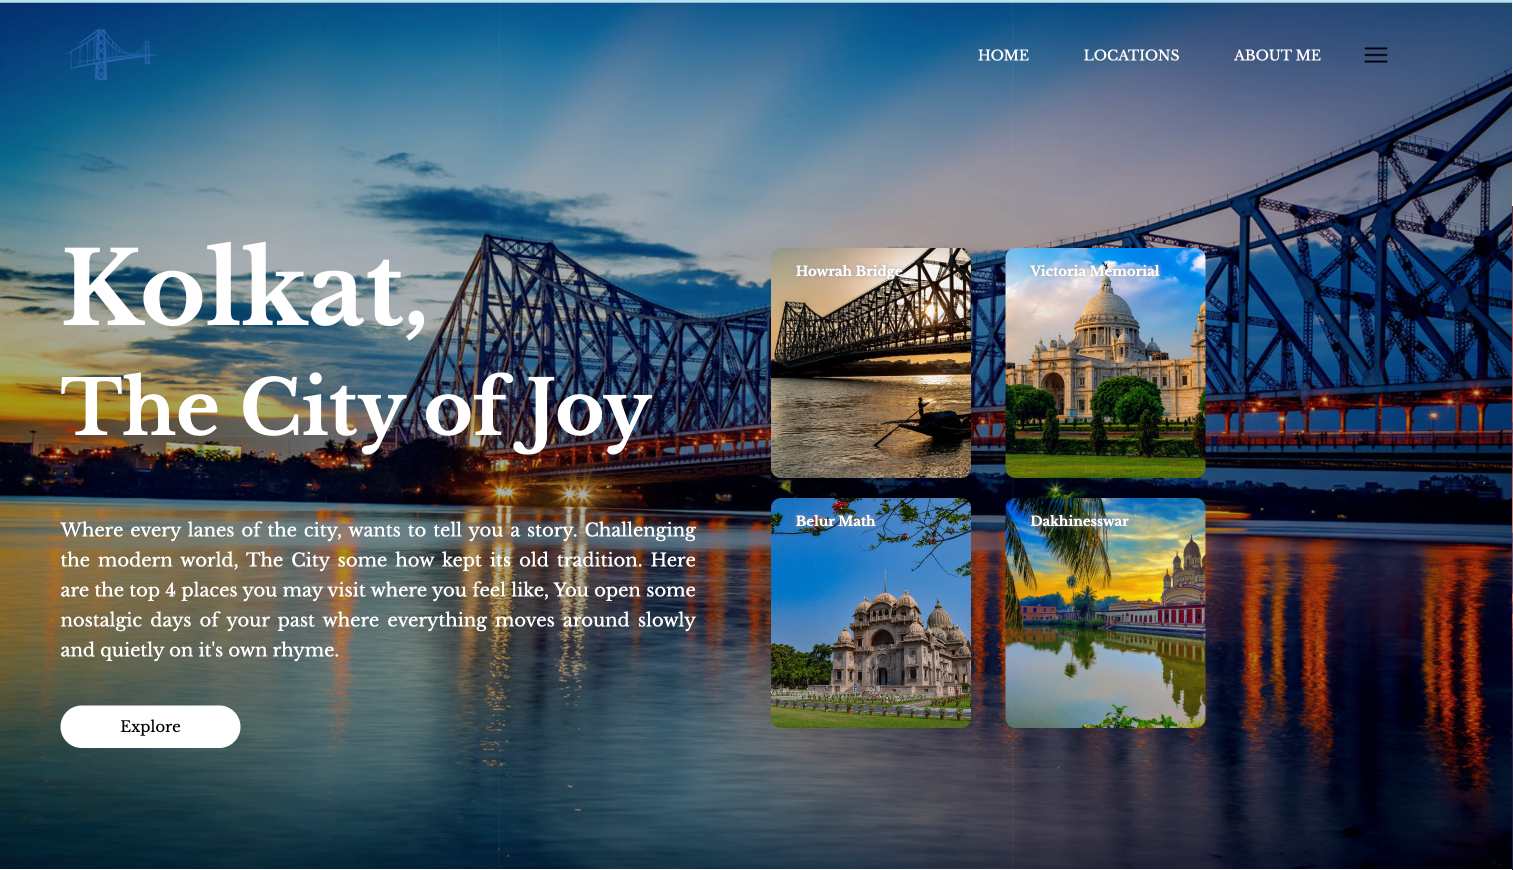 HOME LOCATIONS ABOUT ME
Kolkat,
The City of Joy
Where every lanes of the city, wants to tell you a story. Challenging
the modern world, The City some how kept its old tradition. Here
are the top 4 places you may visit where you feel like, You open some
nostalgic days of your past where everything moves around slowly
and quietly on it's own rhyme.
Explore
Howrah Bridge
Victoria Memorial
Belur Math
Dakhinesswar